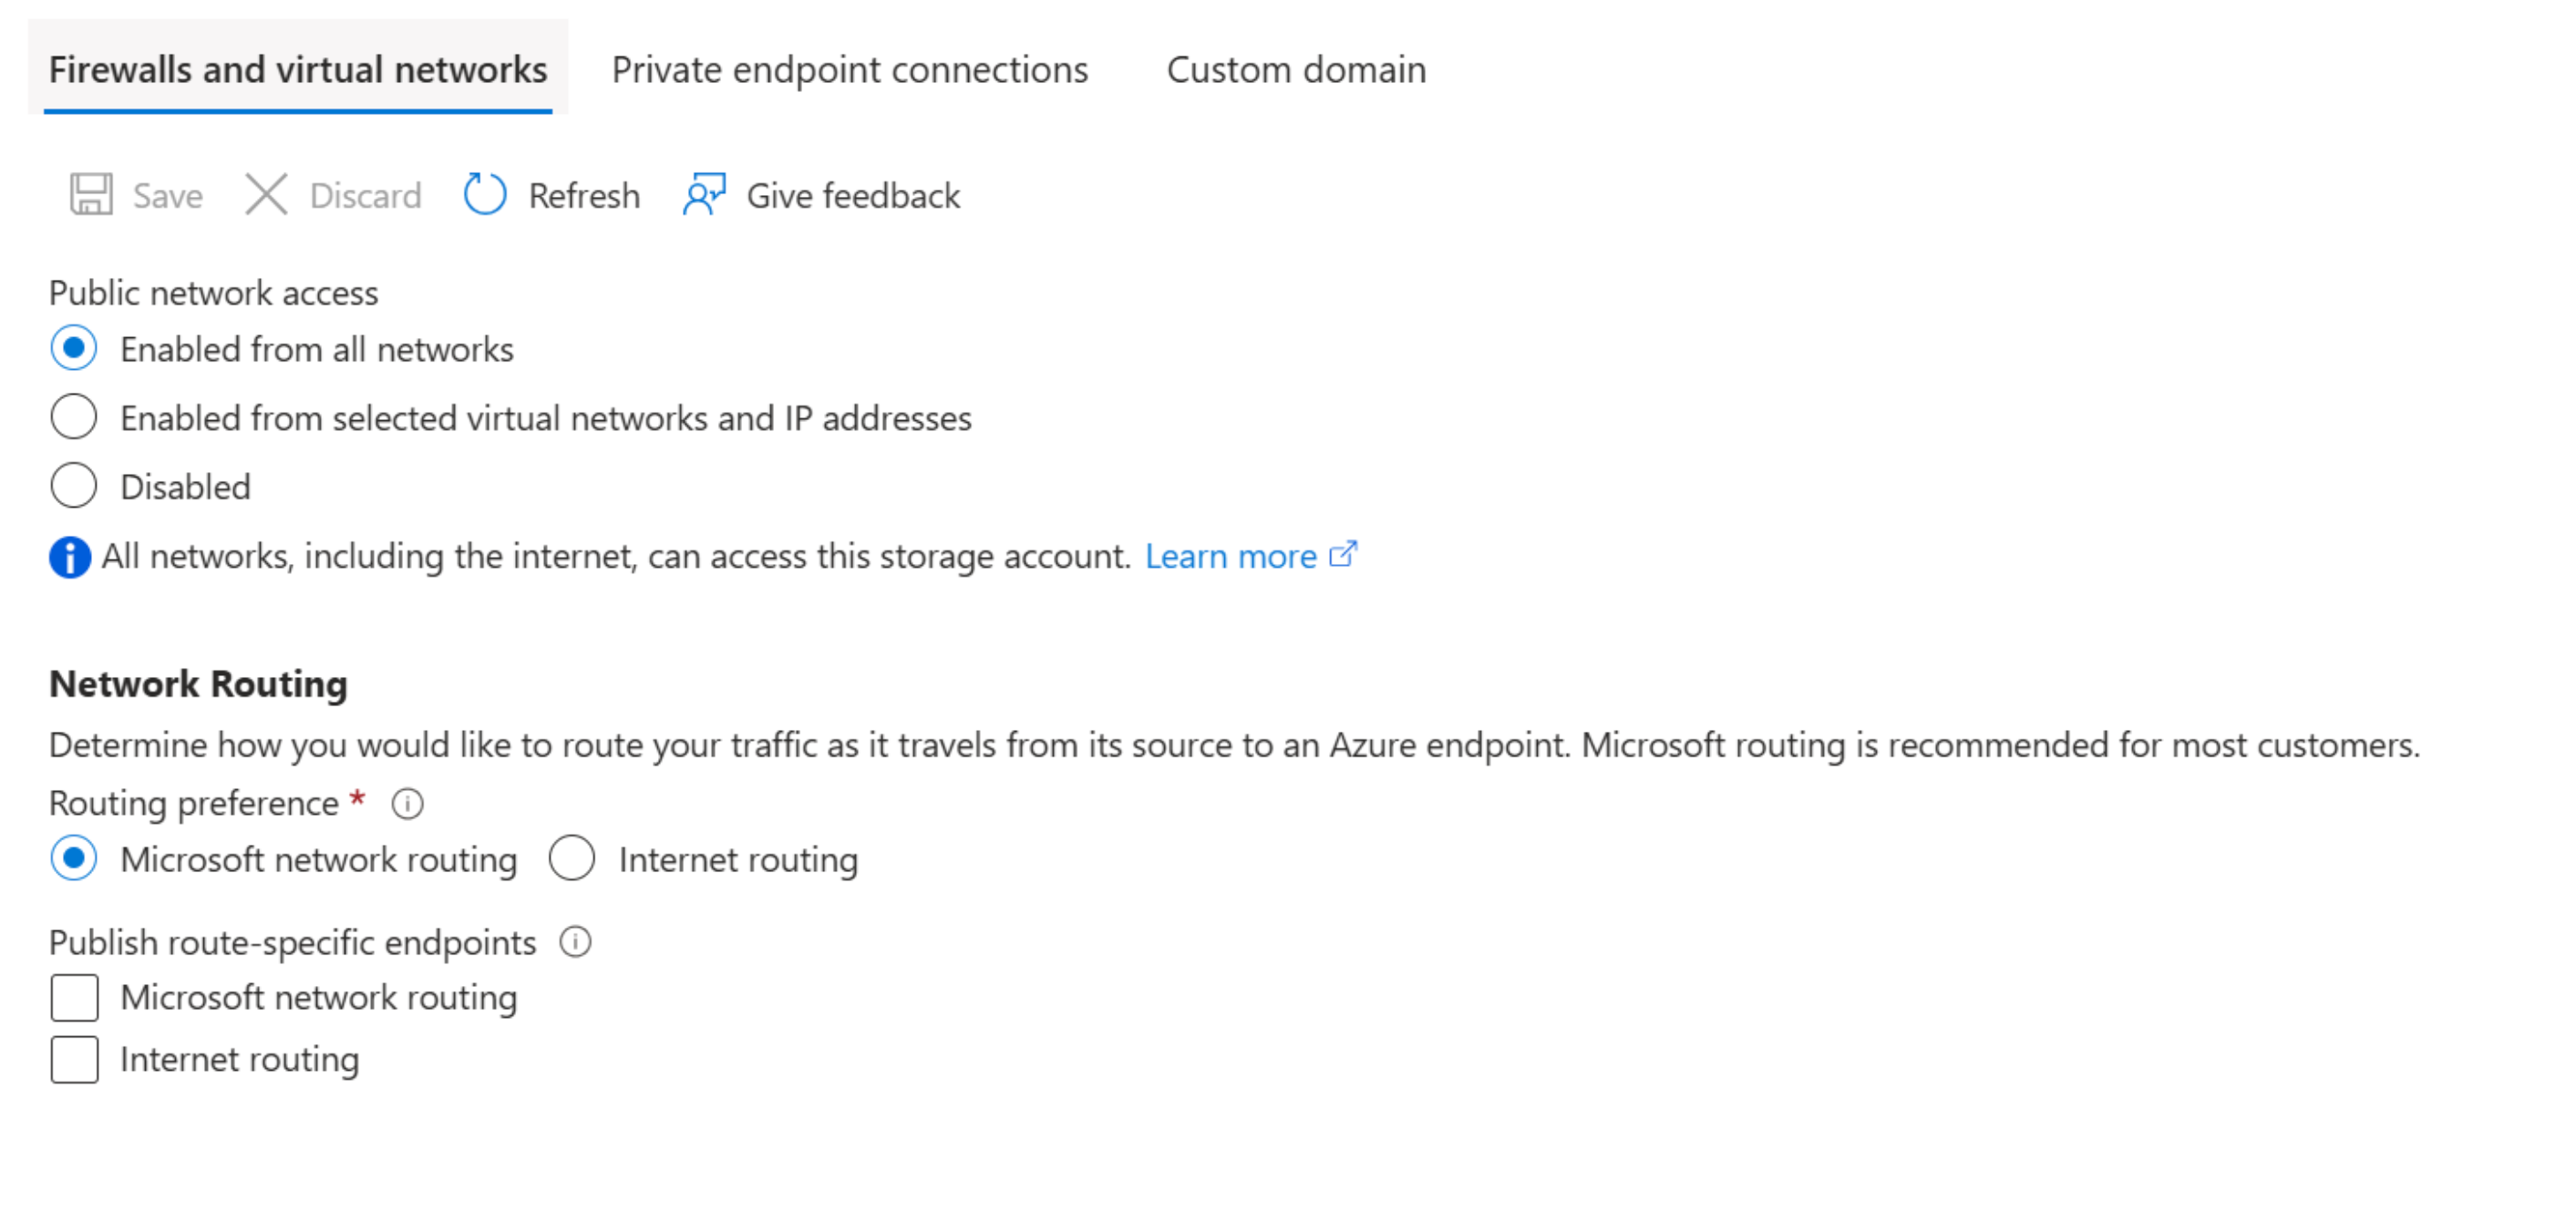 Firewalls and virtual networks Private endpoint connections Custom domain
Save Discard Refresh Give feedback
Public network access
Enabled from all networks
Enabled from selected virtual networks and IP addresses
Disabled
All networks, including the internet, can access this storage account. Learn more
Network Routing
Determine how you would like to route your traffic as it travels from its source to an Azure endpoint. Microsoft routing is recommended for most customers.
Routing preference *
Microsoft network routing Internet routing
Publish route-specific endpoints
Microsoft network routing
Internet routing